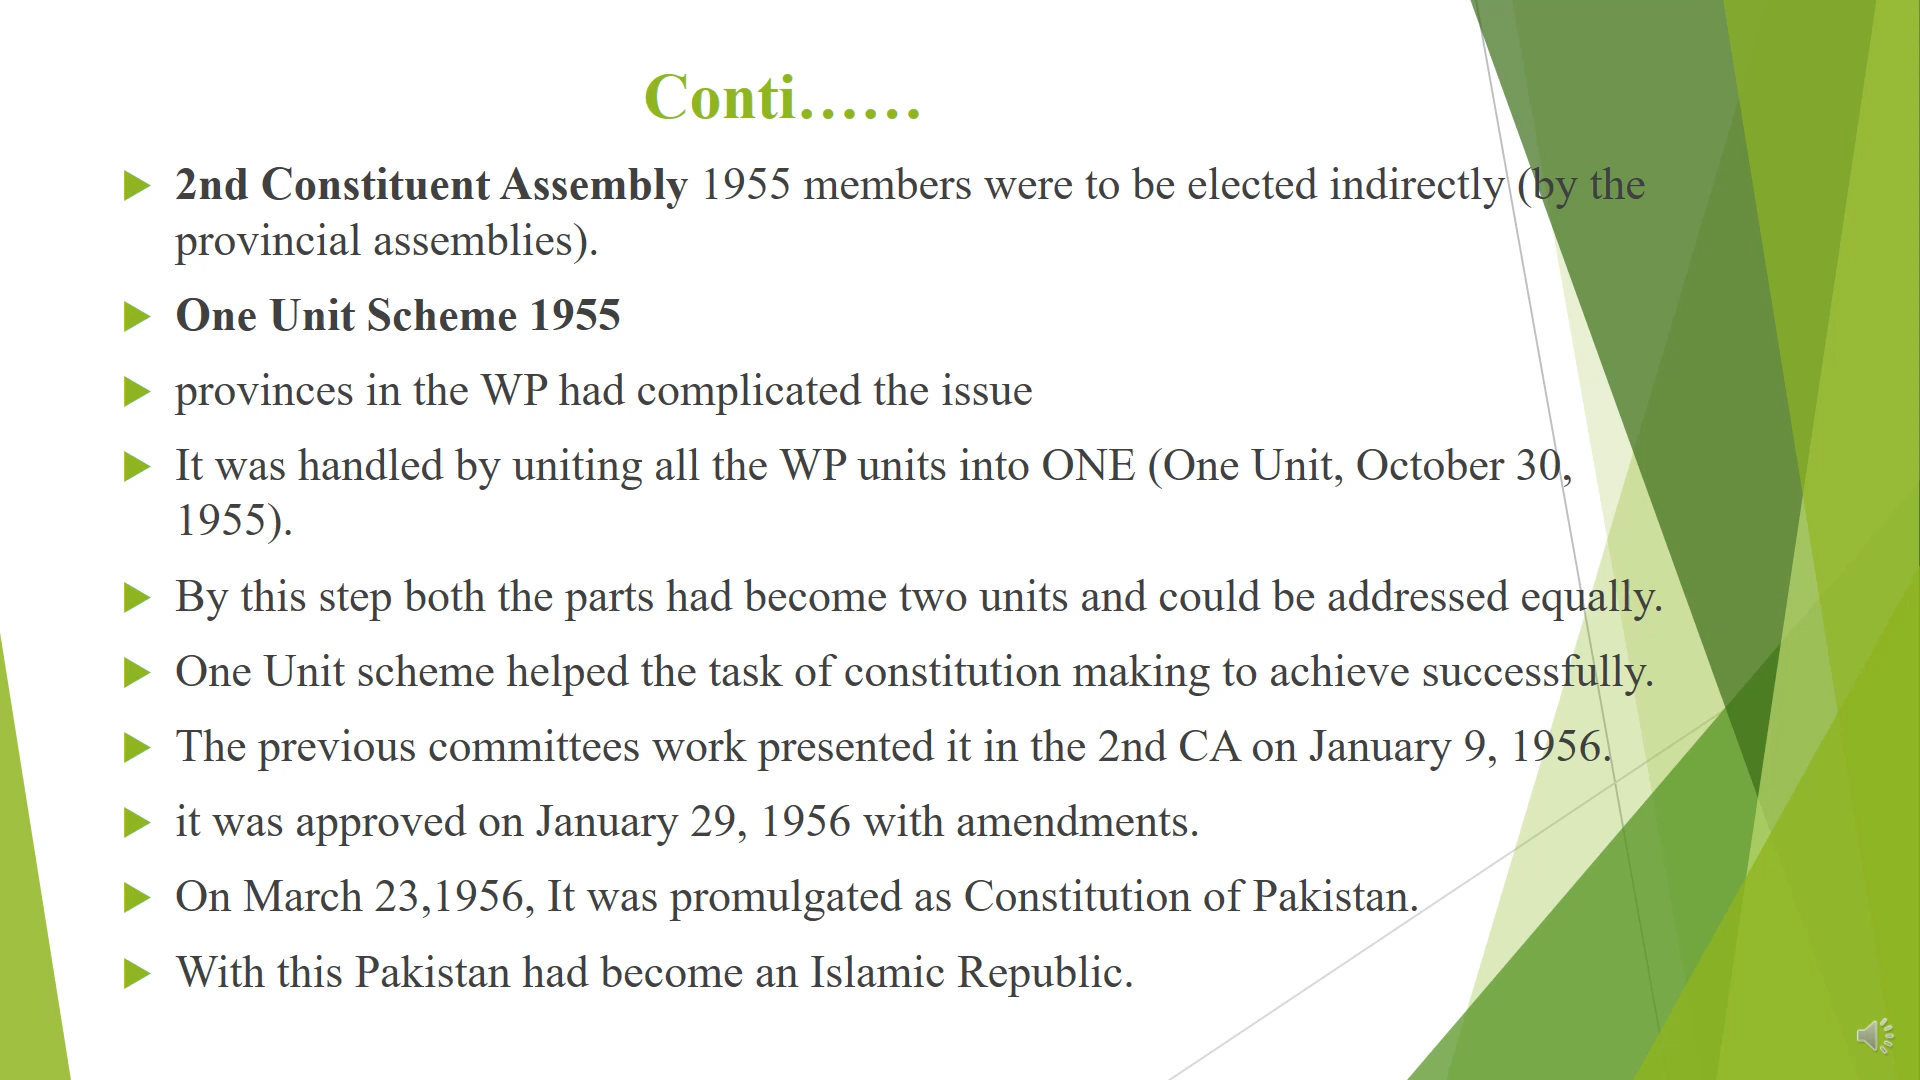 Conti……
2nd Constituent Assembly 1955 members were to be elected indirectly (by the
provincial assemblies).
One Unit Scheme 1955
provinces in the WP had complicated the issue
It was handled by uniting all the WP units into ONE (One Unit, October 30,
1955).
By this step both the parts had become two units and could be addressed equally.
One Unit scheme helped the task of constitution making to achieve successfully.
The previous committees work presented it in the 2nd CA on January 9, 1956.
it was approved on January 29, 1956 with amendments.
On March 23,1956, It was promulgated as Constitution of Pakistan.
With this Pakistan had become an Islamic Republic.